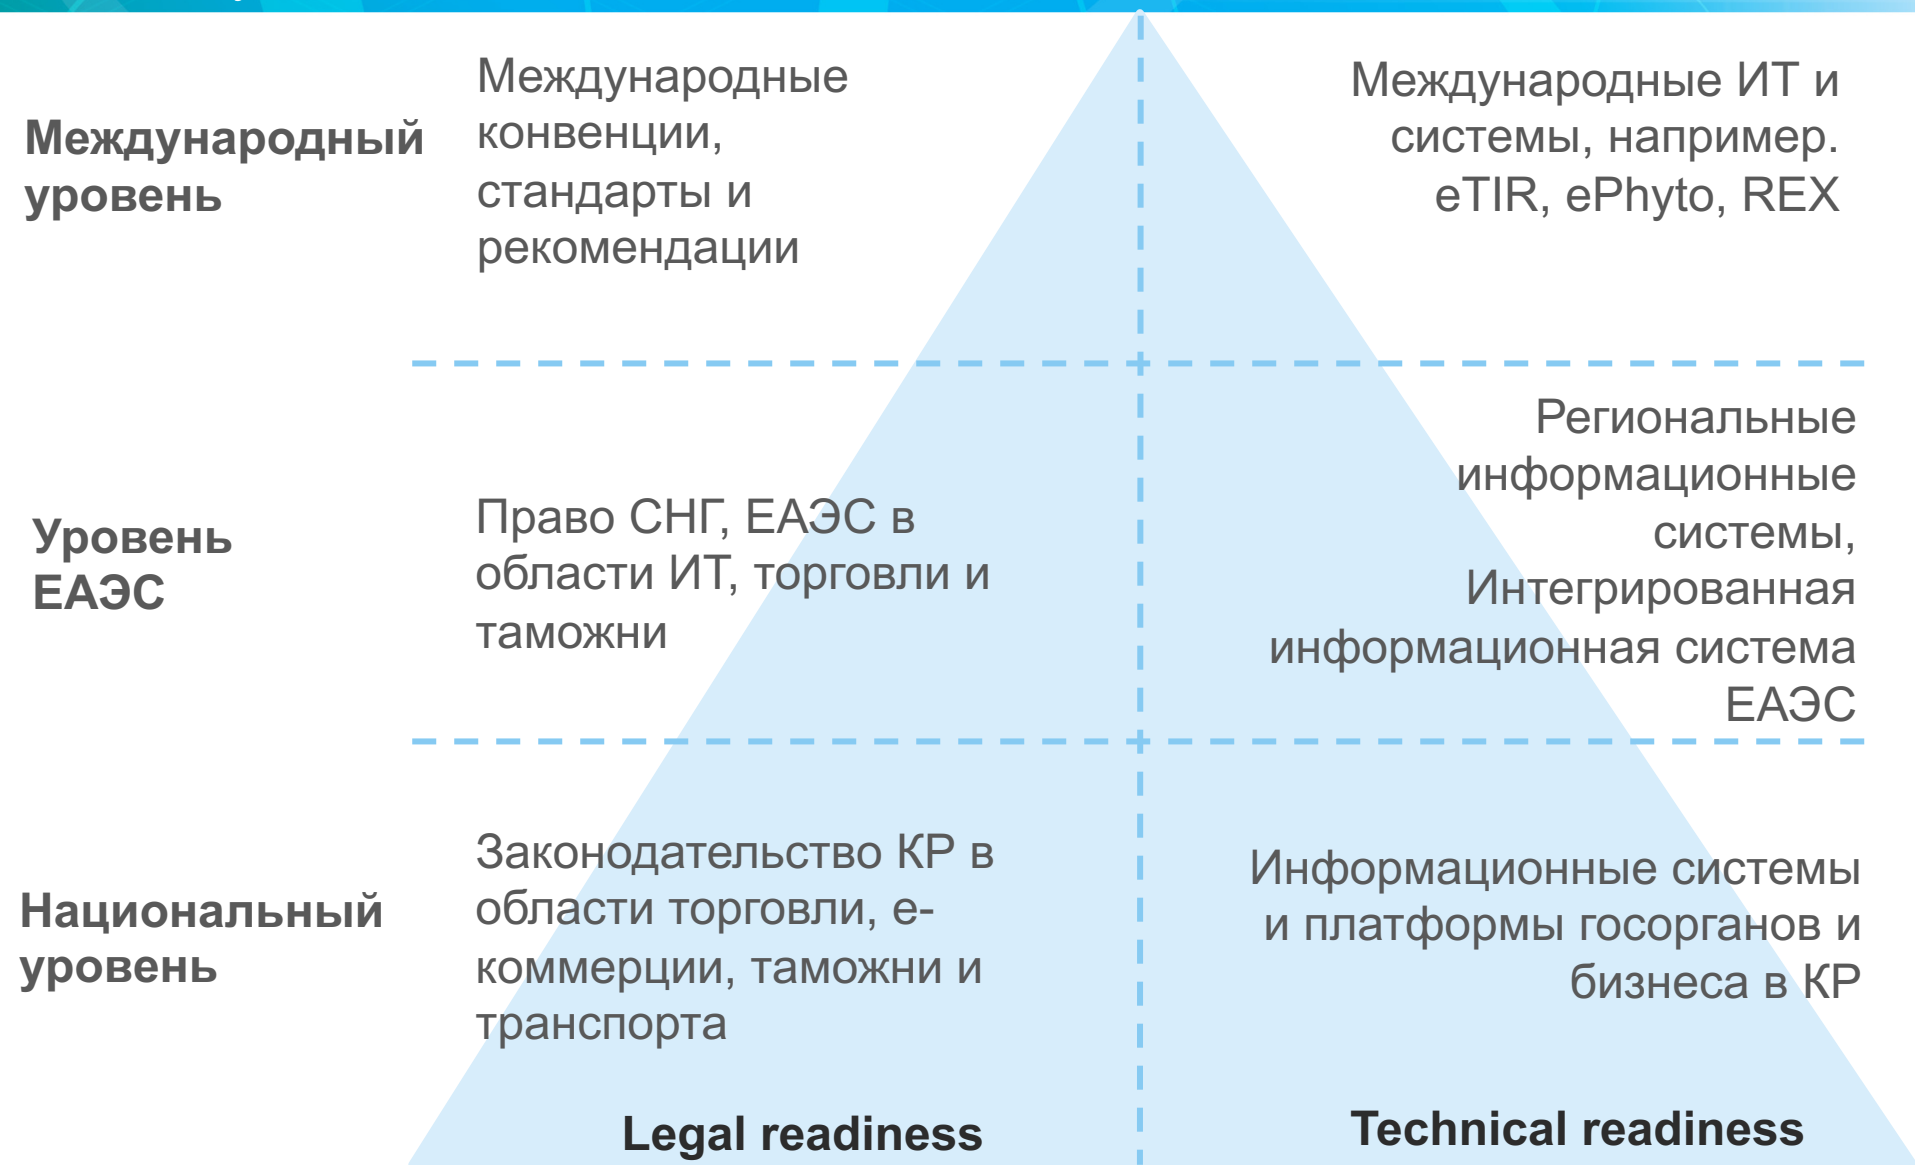 Международный
уровень
Международные
конвенции,
стандарты и
рекомендации
Международные ИТ и
системы, например.
eTIR, ePhyto, REX
Уровень
ЕАЭС
Право СНГ, ЕАЭС в
области ИТ, торговли и
таможни
Региональные
информационные
системы,
Интегрированная
информационная система
ЕАЭС
Национальный
уровень
Законодательство КР в
области торговли, е-
коммерции, таможни и
транспорта
Информационные системы
и платформы госорганов и
бизнеса в КР
Legal readiness
Technical readiness